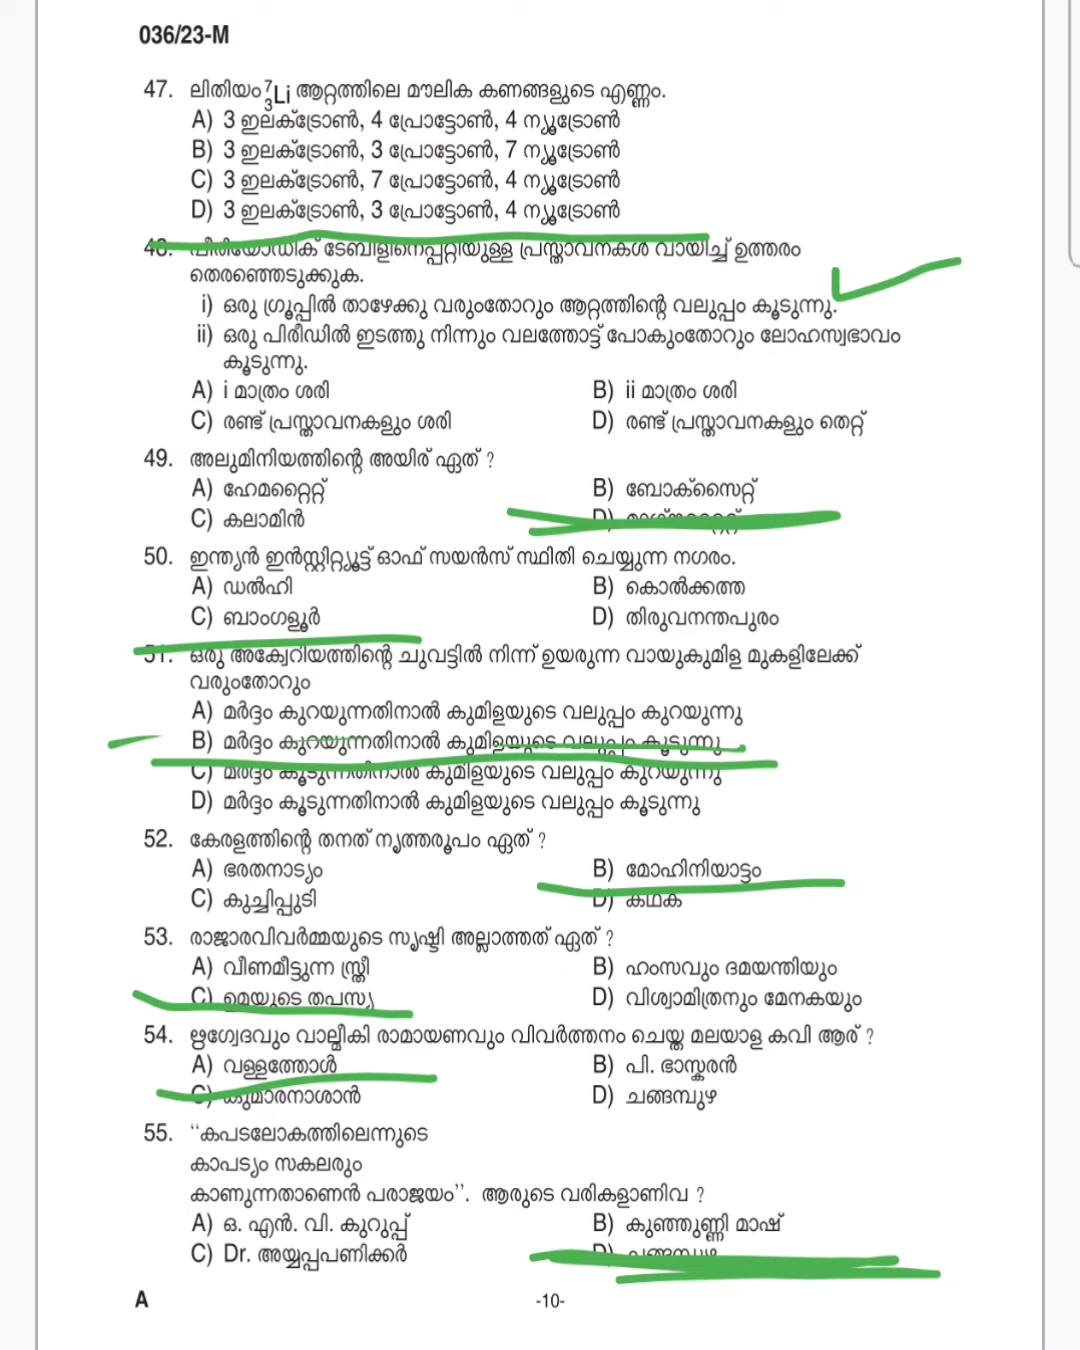 036/23-M
47. ലിതിയം ⁷₃Li ആറ്റത്തിലെ മൗലിക കണങ്ങളുടെ എണ്ണം.
A) 3 ഇലക്ട്രോൺ, 4 പ്രോട്ടോൺ, 4 ന്യൂട്രോൺ
B) 3 ഇലക്ട്രോൺ, 3 പ്രോട്ടോൺ, 7 ന്യൂട്രോൺ
C) 3 ഇലക്ട്രോൺ, 7 പ്രോട്ടോൺ, 4 ന്യൂട്രോൺ
D) 3 ഇലക്ട്രോൺ, 3 പ്രോട്ടോൺ, 4 ന്യൂട്രോൺ
48. പീരിയോഡിക് ടേബിളിനെപ്പറ്റിയുള്ള പ്രസ്താവനകൾ വായിച്ച് ഉത്തരം
തെരഞ്ഞെടുക്കുക.
i) ഒരു ഗ്രൂപ്പിൽ താഴേക്കു വരുംതോറും ആറ്റത്തിന്റെ വലുപ്പം കൂടുന്നു.
ii) ഒരു പിരീഡിൽ ഇടത്തു നിന്നും വലത്തോട്ട് പോകുംതോറും ലോഹസ്വഭാവം
കൂടുന്നു.
A) i മാത്രം ശരി B) ii മാത്രം ശരി
C) രണ്ട് പ്രസ്താവനകളും ശരി D) രണ്ട് പ്രസ്താവനകളും തെറ്റ്
49. അലുമിനിയത്തിന്റെ അയിര് ഏത് ?
A) ഹേമറ്റൈറ്റ് B) ബോക്സൈറ്റ്
C) കലാമിൻ D)
50. ഇന്ത്യൻ ഇൻസ്റ്റിറ്റ്യൂട്ട് ഓഫ് സയൻസ് സ്ഥിതി ചെയ്യുന്ന നഗരം.
A) ഡൽഹി B) കൊൽക്കത്ത
C) ബാംഗളൂർ D) തിരുവനന്തപുരം
51. ഒരു അക്വേറിയത്തിന്റെ ചുവട്ടിൽ നിന്ന് ഉയരുന്ന വായുകുമിള മുകളിലേക്ക്
വരുംതോറും
A) മർദ്ദം കുറയുന്നതിനാൽ കുമിളയുടെ വലുപ്പം കുറയുന്നു
B) മർദ്ദം കുറയുന്നതിനാൽ കുമിളയുടെ വലുപ്പം കൂടുന്നു
C) മർദ്ദം കൂടുന്നതിനാൽ കുമിളയുടെ വലുപ്പം കുറയുന്നു
D) മർദ്ദം കൂടുന്നതിനാൽ കുമിളയുടെ വലുപ്പം കൂടുന്നു
52. കേരളത്തിന്റെ തനത് നൃത്തരൂപം ഏത് ?
A) ഭരതനാട്യം B) മോഹിനിയാട്ടം
C) കുച്ചിപ്പുടി D) കഥക്
53. രാജാരവിവർമ്മയുടെ സൃഷ്ടി അല്ലാത്തത് ഏത് ?
A) വീണമീട്ടുന്ന സ്ത്രീ B) ഹംസവും ദമയന്തിയും
C) ഉമയുടെ തപസ്യ D) വിശ്വാമിത്രനും മേനകയും
54. ഋഗ്വേദവും വാല്മീകി രാമായണവും വിവർത്തനം ചെയ്ത മലയാള കവി ആര് ?
A) വള്ളത്തോൾ B) പി. ഭാസ്കരൻ
C) കുമാരനാശാൻ D) ചങ്ങമ്പുഴ
55. "കപടലോകത്തിലെന്നുടെ
കാപട്യം സകലരും
കാണുന്നതാണെൻ പരാജയം". ആരുടെ വരികളാണിവ ?
A) ഒ. എൻ. വി. കുറുപ്പ് B) കുഞ്ഞുണ്ണി മാഷ്
C) Dr. അയ്യപ്പപണിക്കർ D) ചങ്ങമ്പുഴ
A -10-